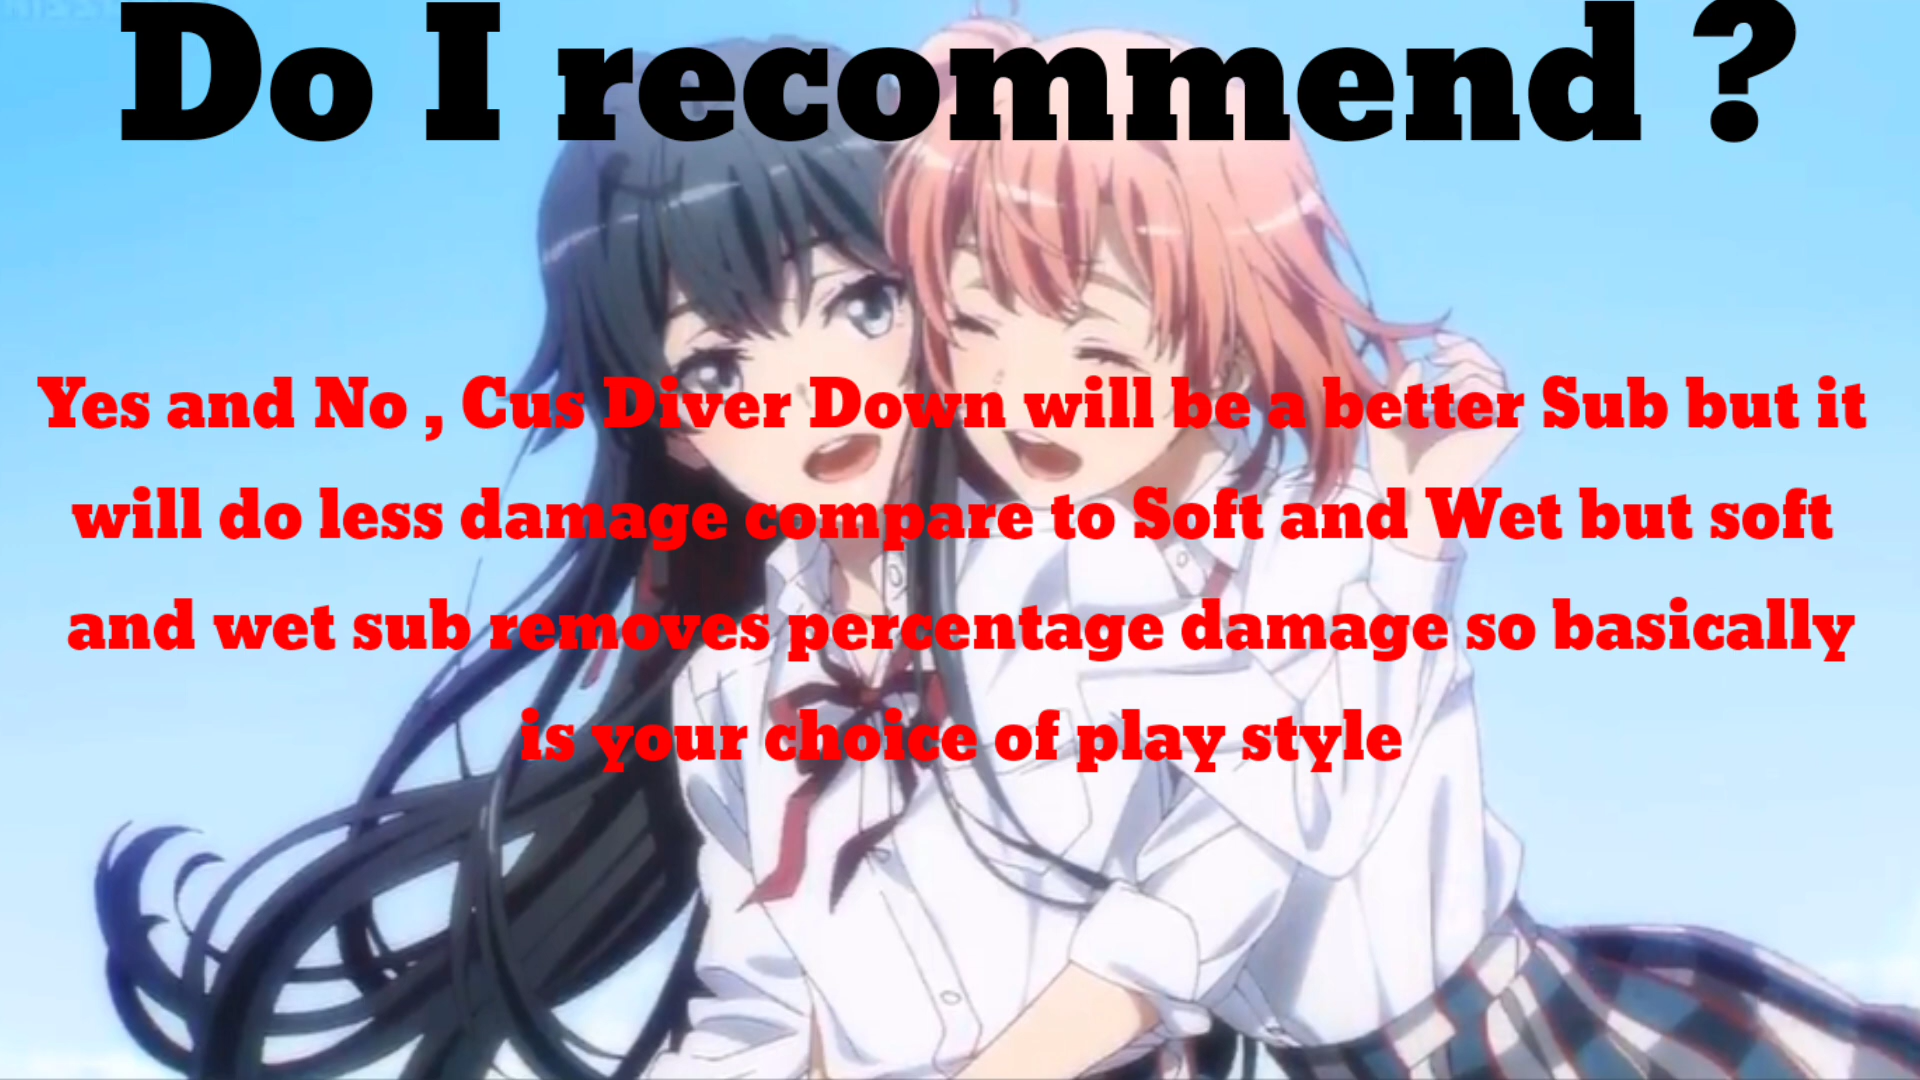 Do I recommend ?
Yes and No , Cus Diver Down will be a better Sub but it
will do less damage compare to Soft and Wet but soft
and wet sub removes percentage damage so basically
is your choice of play style